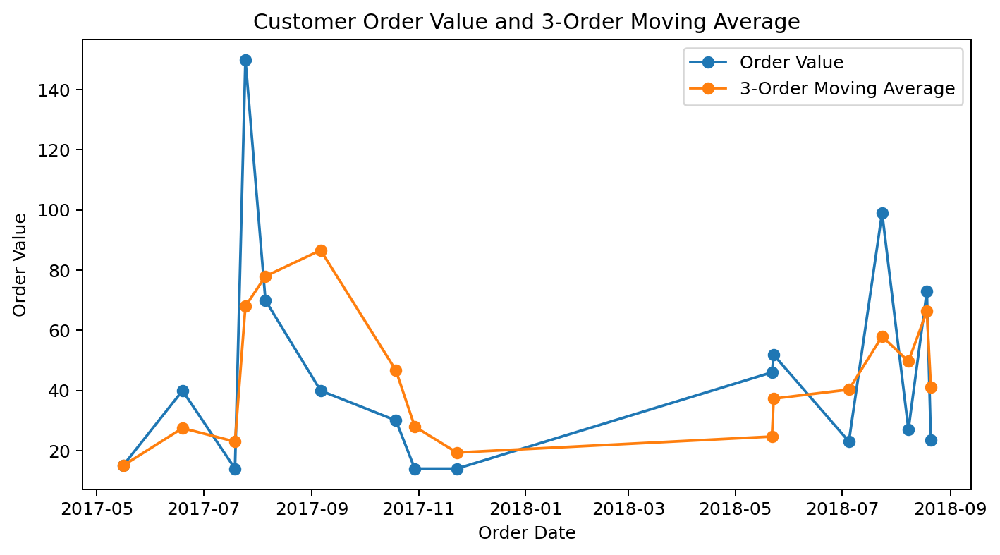 Customer Order Value and 3-Order Moving Average
Order Value
3-Order Moving Average
140
120
100
80
60
40
20
Order Value
2017-05 2017-07 2017-09 2017-11 2018-01 2018-03 2018-05 2018-07 2018-09
Order Date